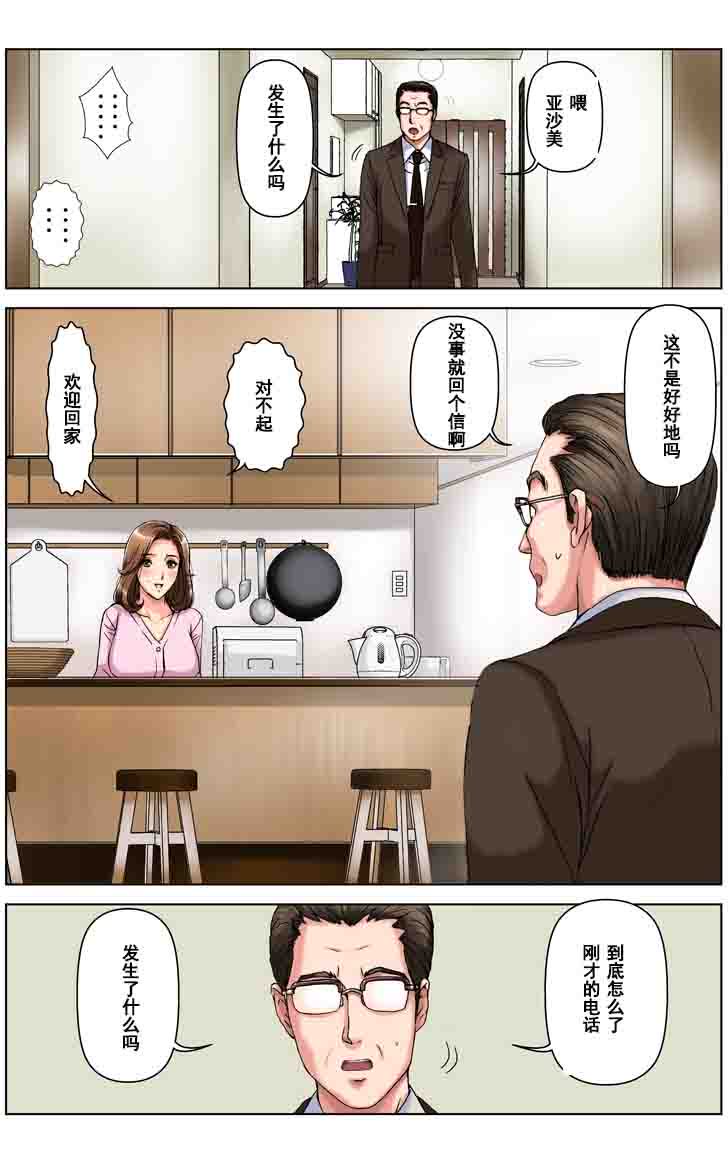 喂
亚沙美
发生了什么吗
……
……
这不是好好地吗
没事就回个信啊
对不起
欢迎回家
到底怎么了
刚才的电话
发生了什么吗